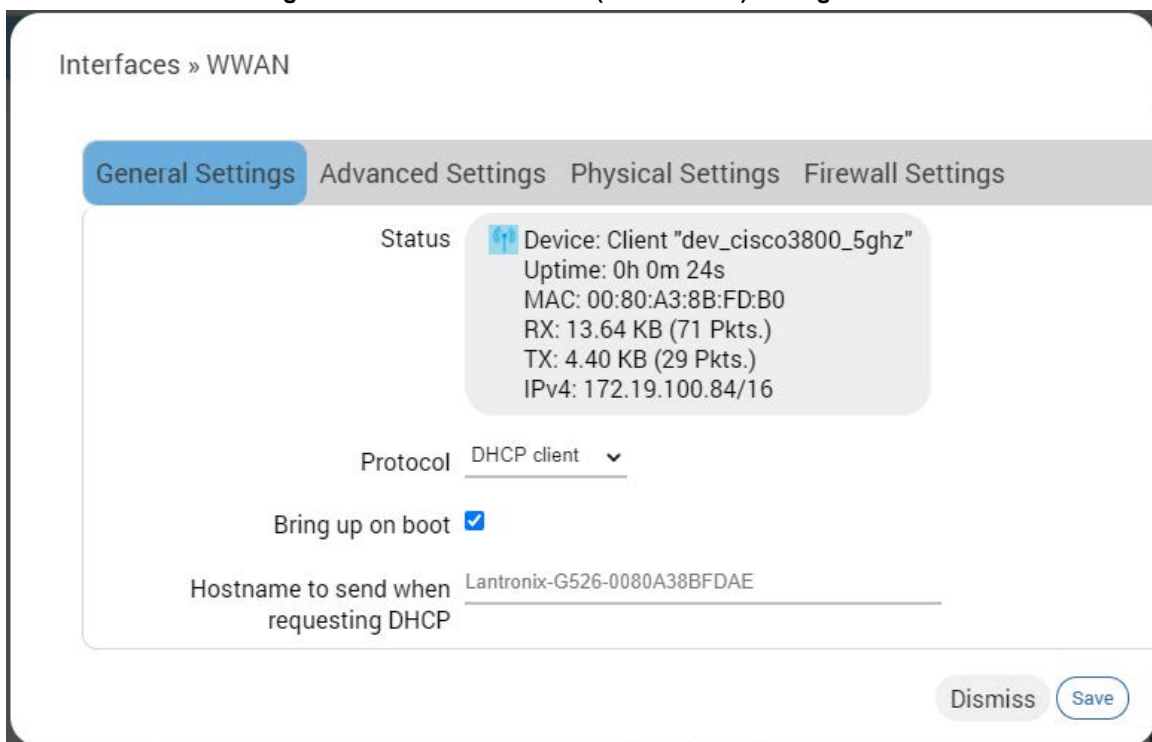 Interfaces » WWAN
General Settings Advanced Settings Physical Settings Firewall Settings
Status
Device: Client "dev_cisco3800_5ghz"
Uptime: 0h 0m 24s
MAC: 00:80:A3:8B:FD:B0
RX: 13.64 KB (71 Pkts.)
TX: 4.40 KB (29 Pkts.)
IPv4: 172.19.100.84/16
Protocol DHCP client
Bring up on boot
Hostname to send when
requesting DHCP
Lantronix-G526-0080A38BFDAE
Dismiss Save